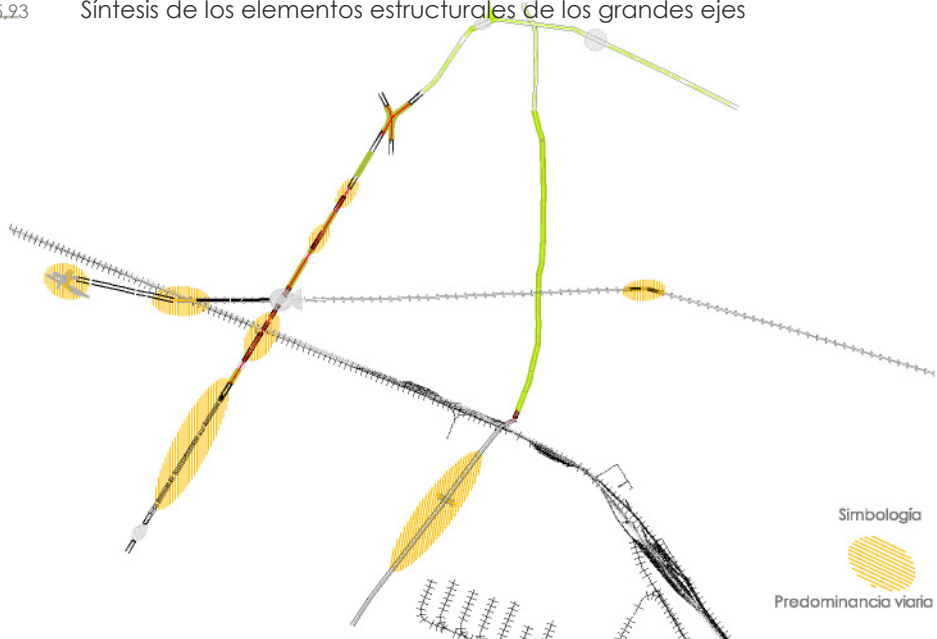 5,23 Síntesis de los elementos estructurales de los grandes ejes
Simbología
Predominancia viaria